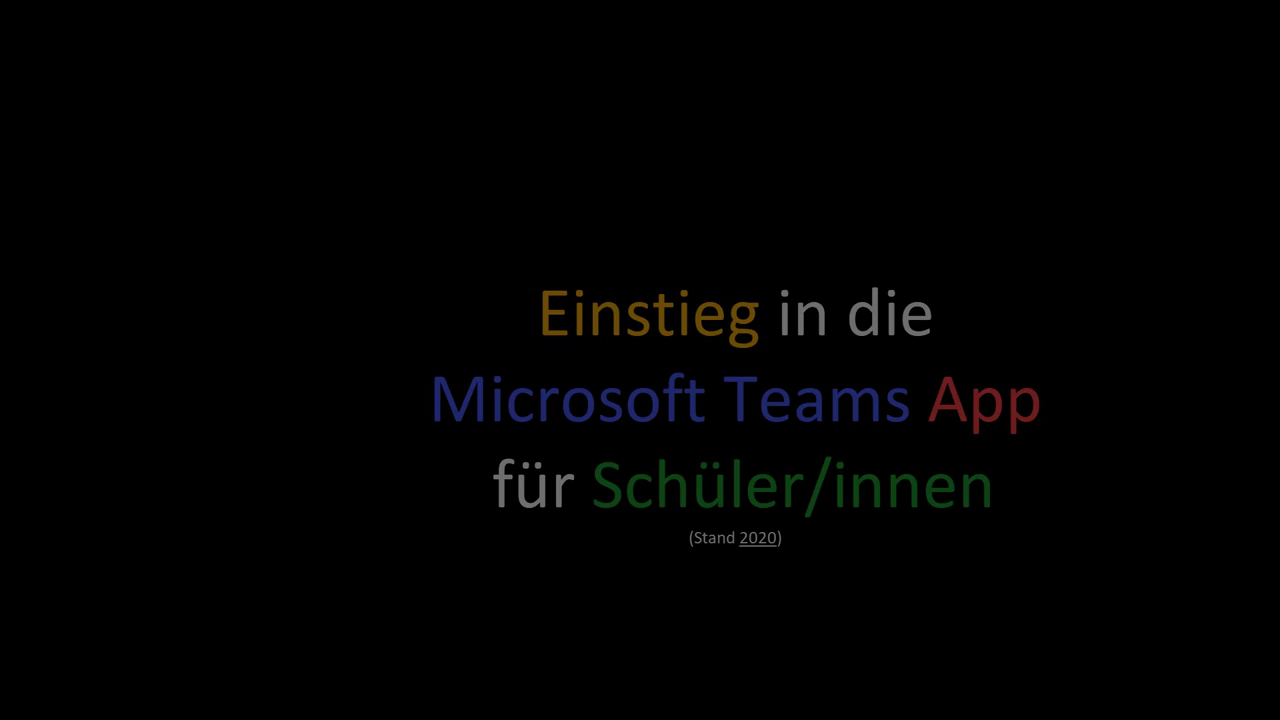 Einstieg in die
Microsoft Teams App
für Schüler/innen
(Stand 2020)